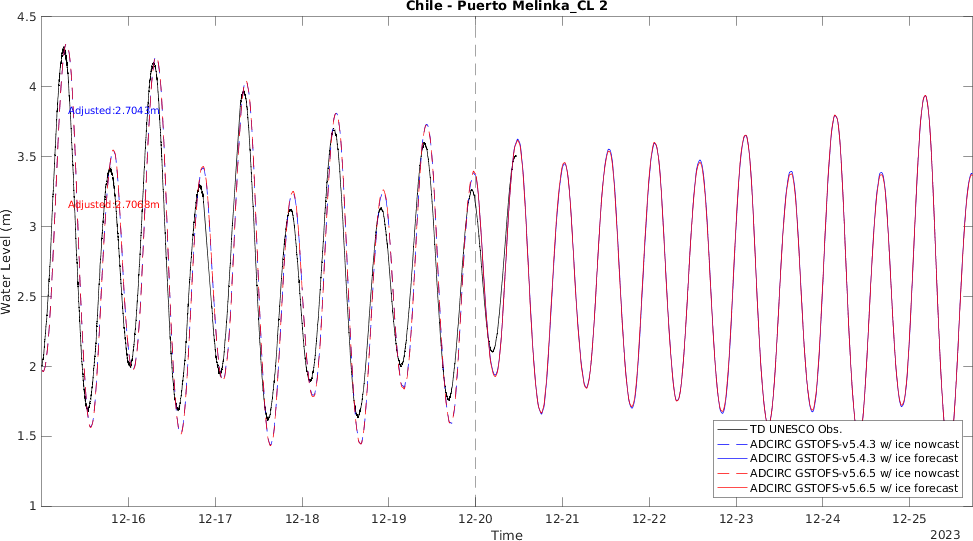 Chile - Puerto Melinka_CL 2
4.5
4
3.5
3
2.5
2
1.5
1
Water Level (m)
Adjusted:2.7043m
Adjusted:2.7068m
TD UNESCO Obs.
ADCIRC GSTOFS-v5.4.3 w/ ice nowcast
ADCIRC GSTOFS-v5.4.3 w/ ice forecast
ADCIRC GSTOFS-v5.6.5 w/ ice nowcast
ADCIRC GSTOFS-v5.6.5 w/ ice forecast
12-16 12-17 12-18 12-19 12-20 12-21 12-22 12-23 12-24 12-25
Time
2023